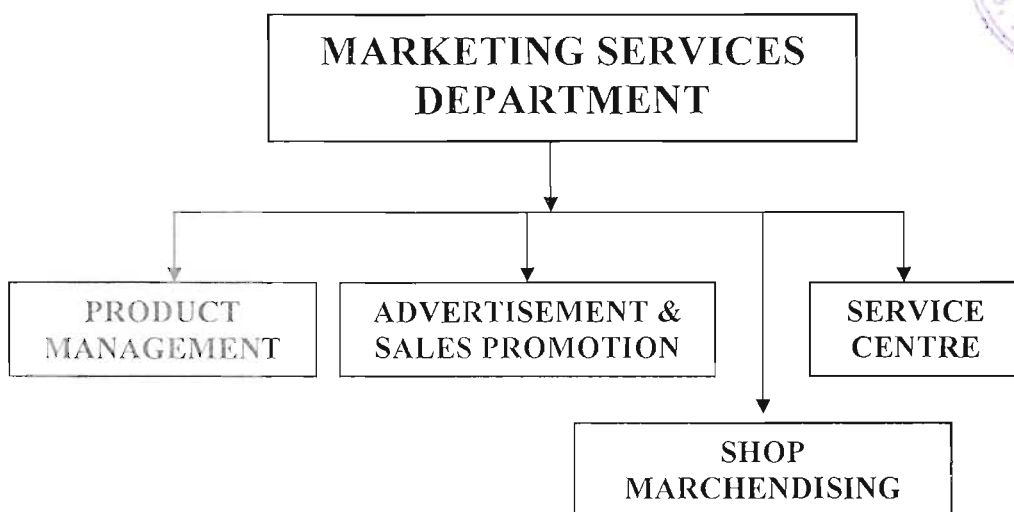 MARKETING SERVICES
DEPARTMENT
PRODUCT
MANAGEMENT
ADVERTISEMENT &
SALES PROMOTION
SERVICE
CENTRE
SHOP
MARCHENDISING